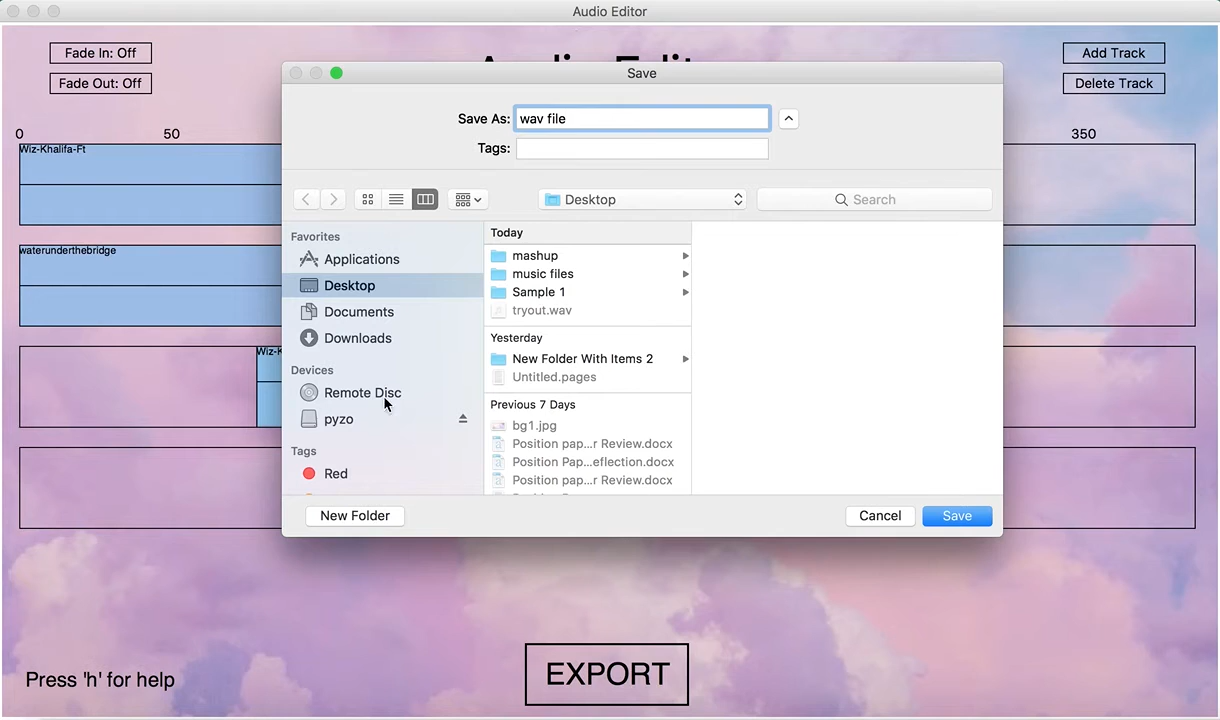 Audio Editor
Fade In: Off
Fade Out: Off
Add Track
Delete Track
0 50 350
Wiz-Khalifa-Ft
waterunderthebridge
Save
Save As: wav file
Tags:
Desktop
Search
Favorites
Applications
Desktop
Documents
Downloads
Devices
Remote Disc
pyzo
Tags
Red
Today
mashup
music files
Sample 1
tryout.wav
Yesterday
New Folder With Items 2
Untitled.pages
Previous 7 Days
bg1.jpg
Position pap...r Review.docx
Position Pap...eflection.docx
Position pap...r Review.docx
New Folder
Cancel
Save
Press 'h' for help
EXPORT